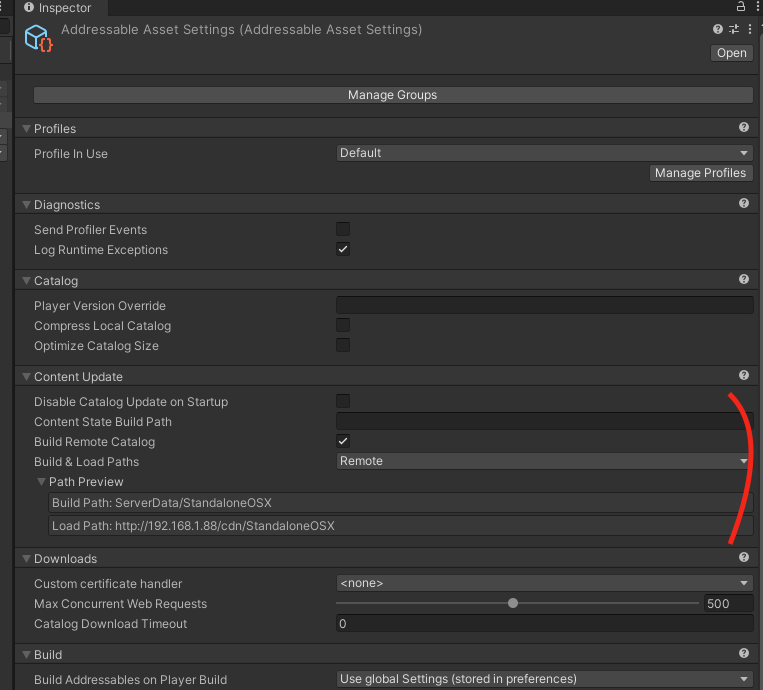 Inspector
Addressable Asset Settings (Addressable Asset Settings)
Open
Manage Groups
Profiles
Profile In Use
Default
Manage Profiles
Diagnostics
Send Profiler Events
Log Runtime Exceptions
Catalog
Player Version Override
Compress Local Catalog
Optimize Catalog Size
Content Update
Disable Catalog Update on Startup
Content State Build Path
Build Remote Catalog
Build & Load Paths
Remote
Path Preview
Build Path: ServerData/StandaloneOSX
Load Path: http://192.168.1.88/cdn/StandaloneOSX
Downloads
Custom certificate handler
<none>
Max Concurrent Web Requests
500
Catalog Download Timeout
0
Build
Build Addressables on Player Build
Use global Settings (stored in preferences)